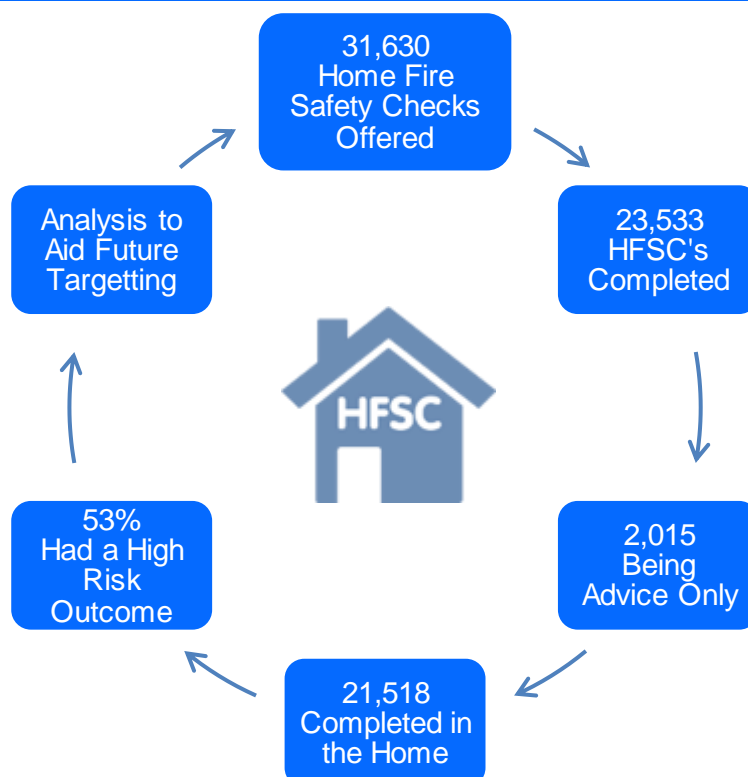 31,630
Home Fire
Safety Checks
Offered
23,533
HFSC's
Completed
2,015
Being
Advice Only
21,518
Completed in
the Home
53%
Had a High
Risk
Outcome
Analysis to
Aid Future
Targetting
HFSC